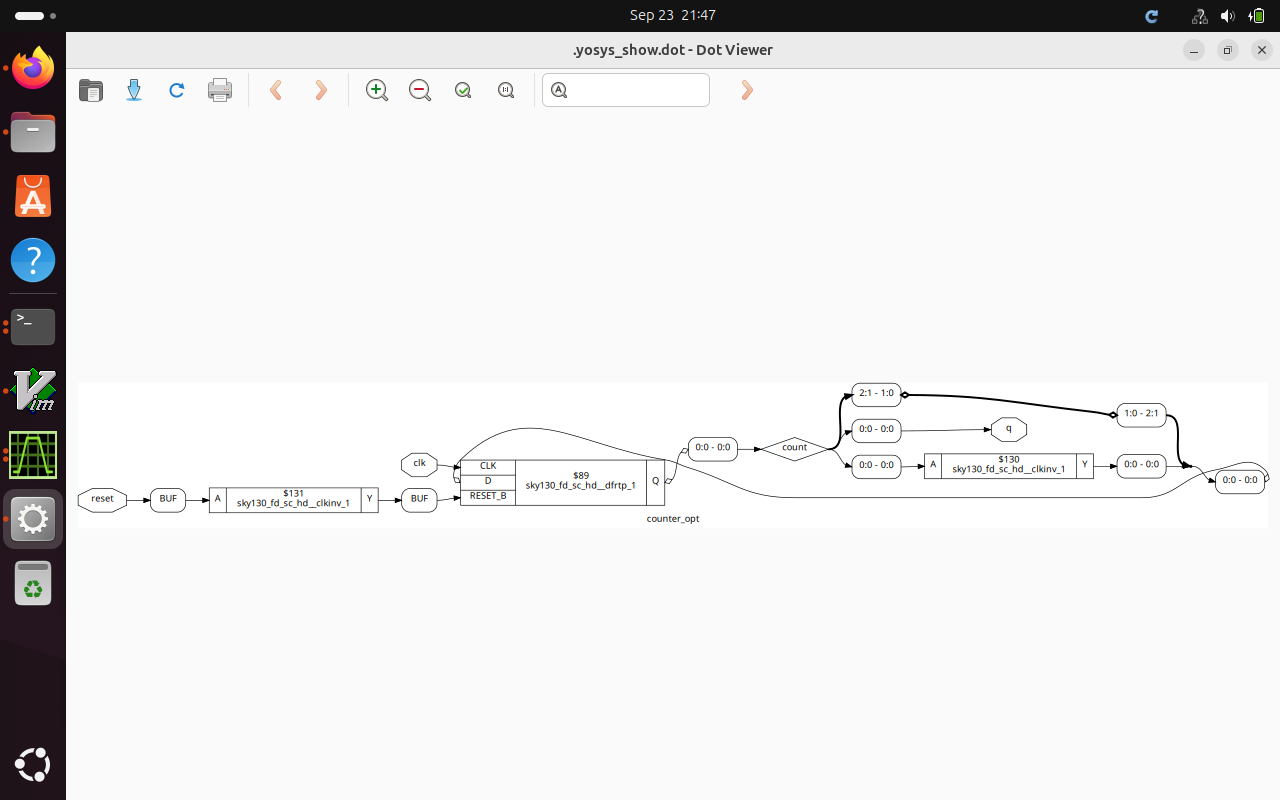 Sep 23 21:47
.yosys_show.dot - Dot Viewer
2:1 - 1:0
1:0 - 2:1
0:0 - 0:0
q
0:0 - 0:0
count
clk
CLK
D
RESET_B
$89
sky130_fd_sc_hd__dfrtp_1
Q
0:0 - 0:0
A
$130
sky130_fd_sc_hd__clkinv_1
Y
0:0 - 0:0
0:0 - 0:0
reset
BUF
A
$131
sky130_fd_sc_hd__clkinv_1
Y
BUF
counter_opt